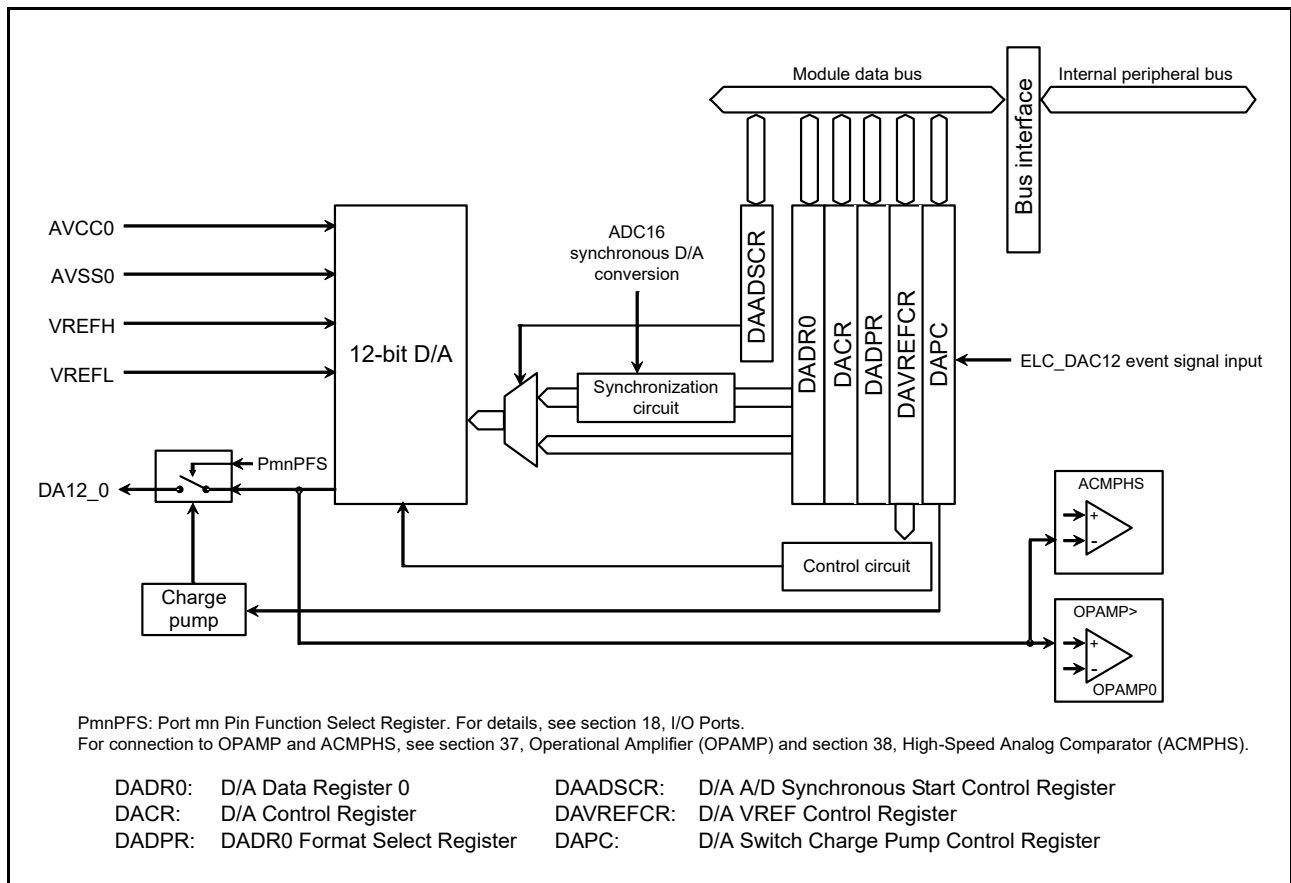 Module data bus
Internal peripheral bus
Bus interface
AVCC0
AVSS0
VREFH
VREFL
12-bit D/A
ADC16
synchronous D/A
conversion
DAADSCR
DADR0
DACR
DADPR
DAVREFCR
DAPC
ELC_DAC12 event signal input
Synchronization
circuit
PmnPFS
DA12_0
ACMPHS
+
-
Control circuit
Charge
pump
OPAMP>
+
-
OPAMP0
PmnPFS: Port mn Pin Function Select Register. For details, see section 18, I/O Ports.
For connection to OPAMP and ACMPHS, see section 37, Operational Amplifier (OPAMP) and section 38, High-Speed Analog Comparator (ACMPHS).
DADR0: D/A Data Register 0 DAADSCR: D/A A/D Synchronous Start Control Register
DACR: D/A Control Register DAVREFCR: D/A VREF Control Register
DADPR: DADR0 Format Select Register DAPC: D/A Switch Charge Pump Control Register